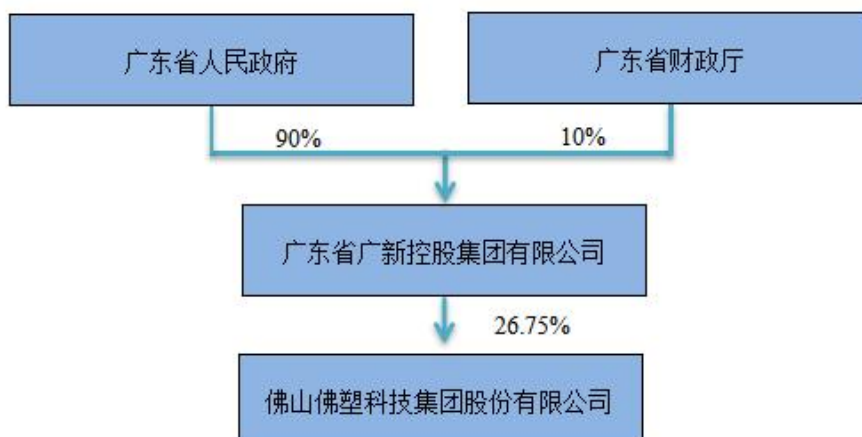 广东省人民政府
广东省财政厅
90%
10%
广东省广新控股集团有限公司
26.75%
佛山佛塑科技集团股份有限公司